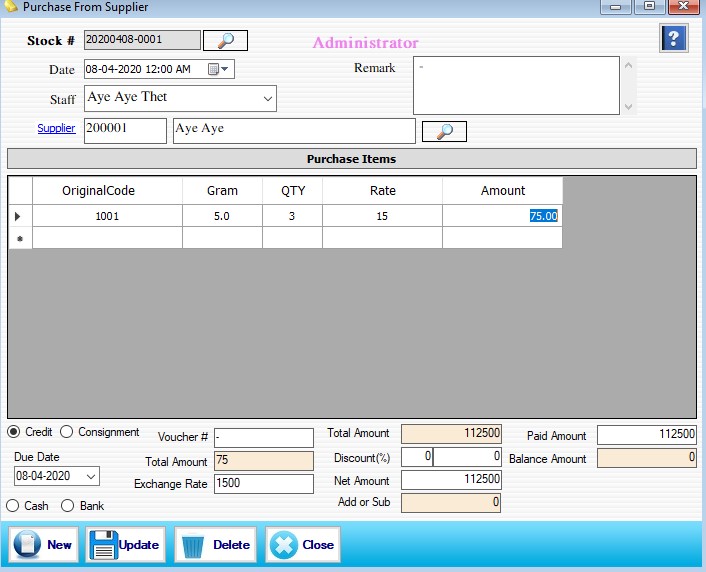 Purchase From Supplier
Stock # 20200408-0001 Administrator ?
Date 08-04-2020 12:00 AM Remark -
Staff Aye Aye Thet
Supplier 200001 Aye Aye
Purchase Items
OriginalCode Gram QTY Rate Amount
1001 5.0 3 15 75.00
Credit Consignment Voucher # - Total Amount 112500 Paid Amount 112500
Due Date Total Amount 75 Discount(%) 0 0 Balance Amount 0
08-04-2020 Exchange Rate 1500 Net Amount 112500
Cash Bank Add or Sub 0
New Update Delete Close